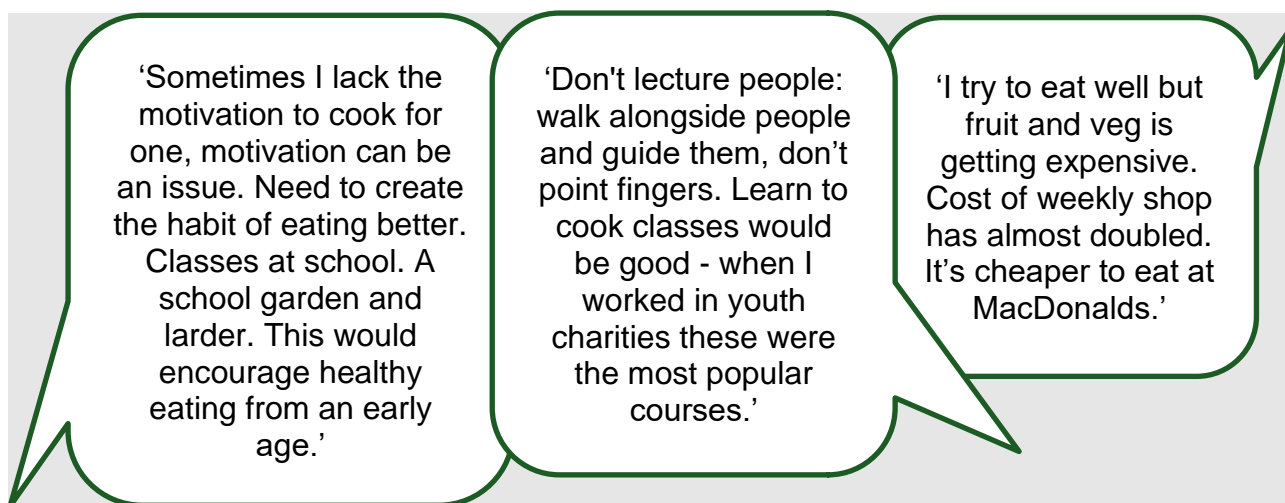 ‘Sometimes I lack the
motivation to cook for
one, motivation can be
an issue. Need to create
the habit of eating better.
Classes at school. A
school garden and
larder. This would
encourage healthy
eating from an early
age.’
‘Don't lecture people:
walk alongside people
and guide them, don’t
point fingers. Learn to
cook classes would
be good - when I
worked in youth
charities these were
the most popular
courses.’
‘I try to eat well but
fruit and veg is
getting expensive.
Cost of weekly shop
has almost doubled.
It’s cheaper to eat at
MacDonalds.’